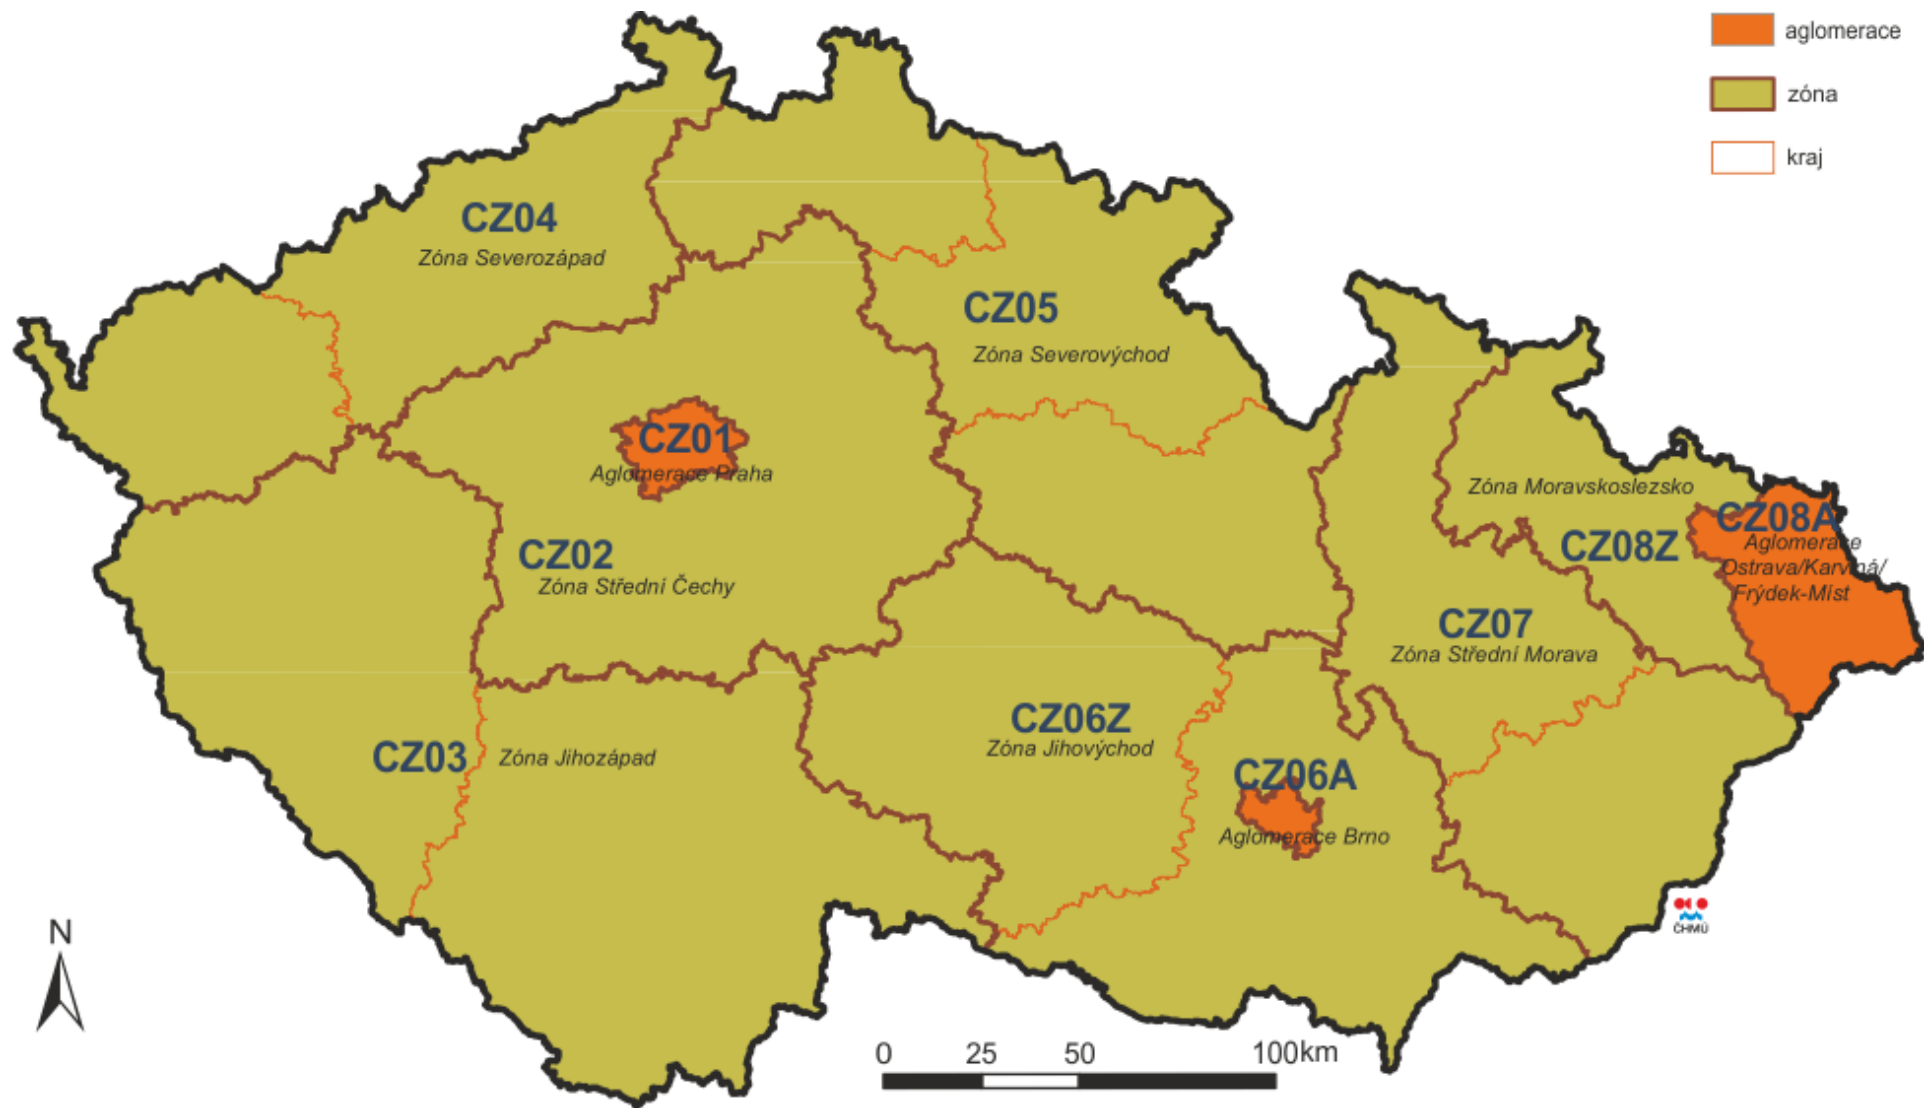 aglomerace
zóna
kraj
CZ04
Zóna Severozápad
CZ05
Zóna Severovýchod
CZ01
Aglomerace Praha
CZ02
Zóna Střední Čechy
Zóna Moravskoslezsko
CZ08Z
CZ08A
Aglomerace
Ostrava/Karviná/
Frýdek-Míst
CZ07
Zóna Střední Morava
CZ03
Zóna Jihozápad
CZ06Z
Zóna Jihovýchod
CZ06A
Aglomerace Brno
ČHMÚ
N
0 25 50 100km